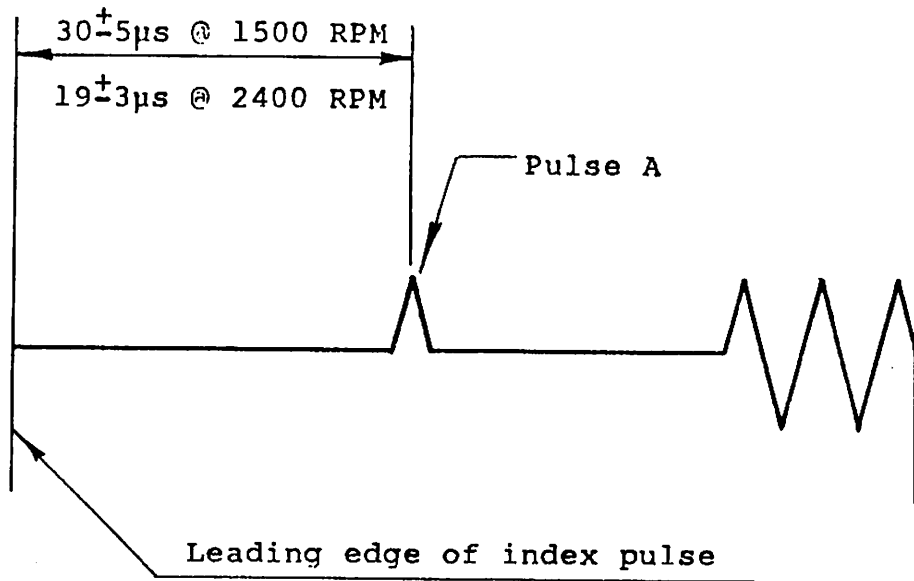 30±5µs @ 1500 RPM
19±3µs @ 2400 RPM
Pulse A
Leading edge of index pulse